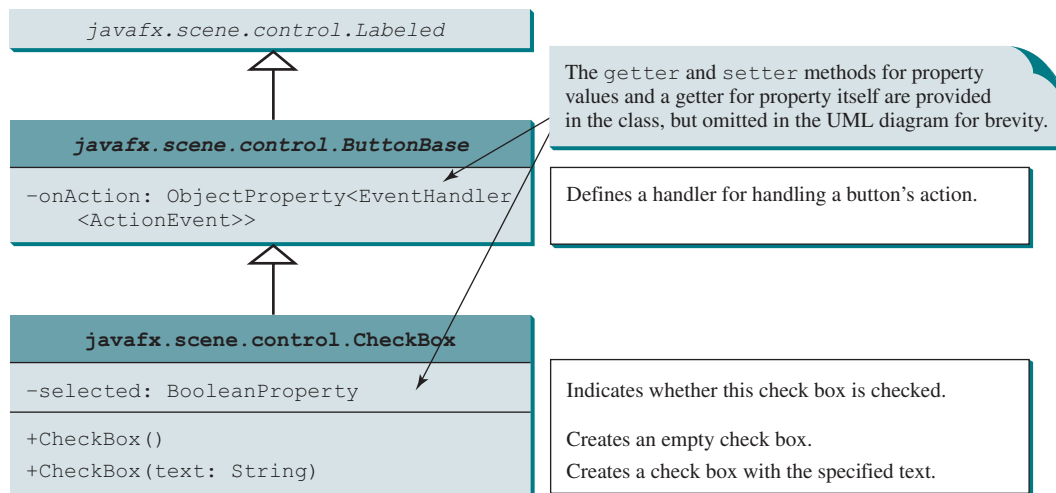 javafx.scene.control.Labeled
The getter and setter methods for property
values and a getter for property itself are provided
in the class, but omitted in the UML diagram for brevity.
javafx.scene.control.ButtonBase
-onAction: ObjectProperty<EventHandler
<ActionEvent>>
Defines a handler for handling a button's action.
javafx.scene.control.CheckBox
-selected: BooleanProperty
Indicates whether this check box is checked.
+CheckBox()
Creates an empty check box.
+CheckBox(text: String)
Creates a check box with the specified text.